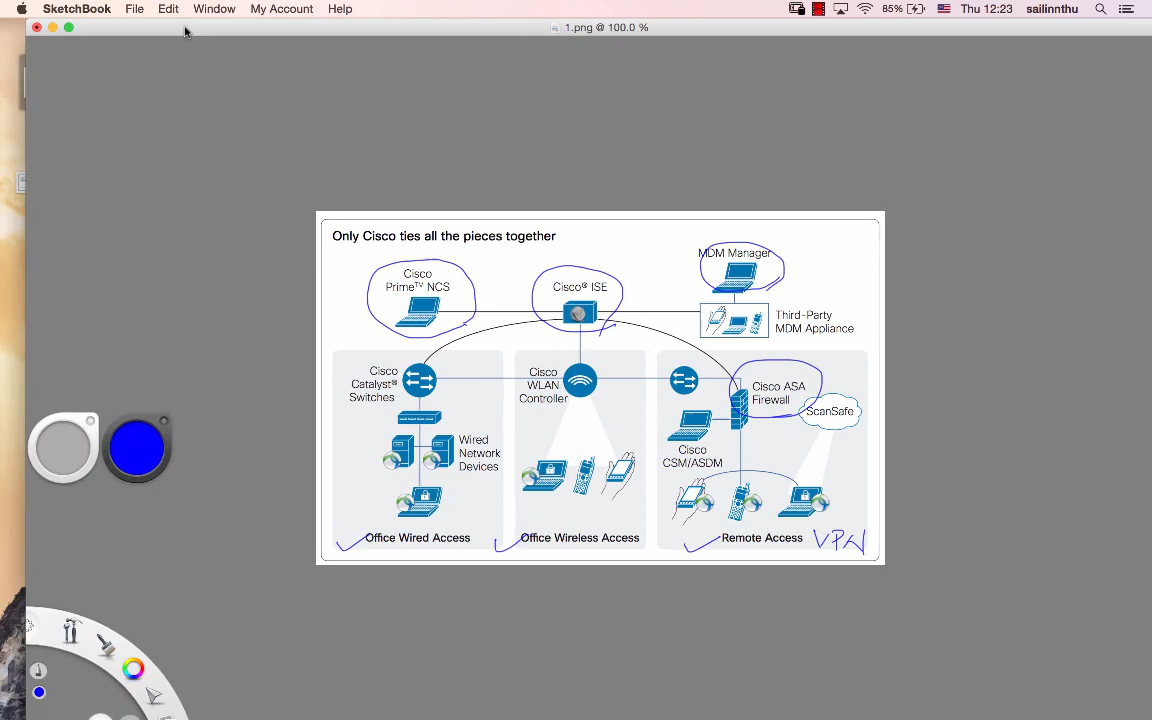 SketchBook File Edit Window My Account Help 85% Thu 12:23 sailinnthu
1.png @ 100.0 %
Only Cisco ties all the pieces together
Cisco
Prime™ NCS
Cisco® ISE
MDM Manager
Third-Party
MDM Appliance
Cisco
Catalyst®
Switches
Cisco
WLAN
Controller
Cisco ASA
Firewall
ScanSafe
Wired
Network
Devices
Cisco
CSM/ASDM
Office Wired Access
Office Wireless Access
Remote Access VPN